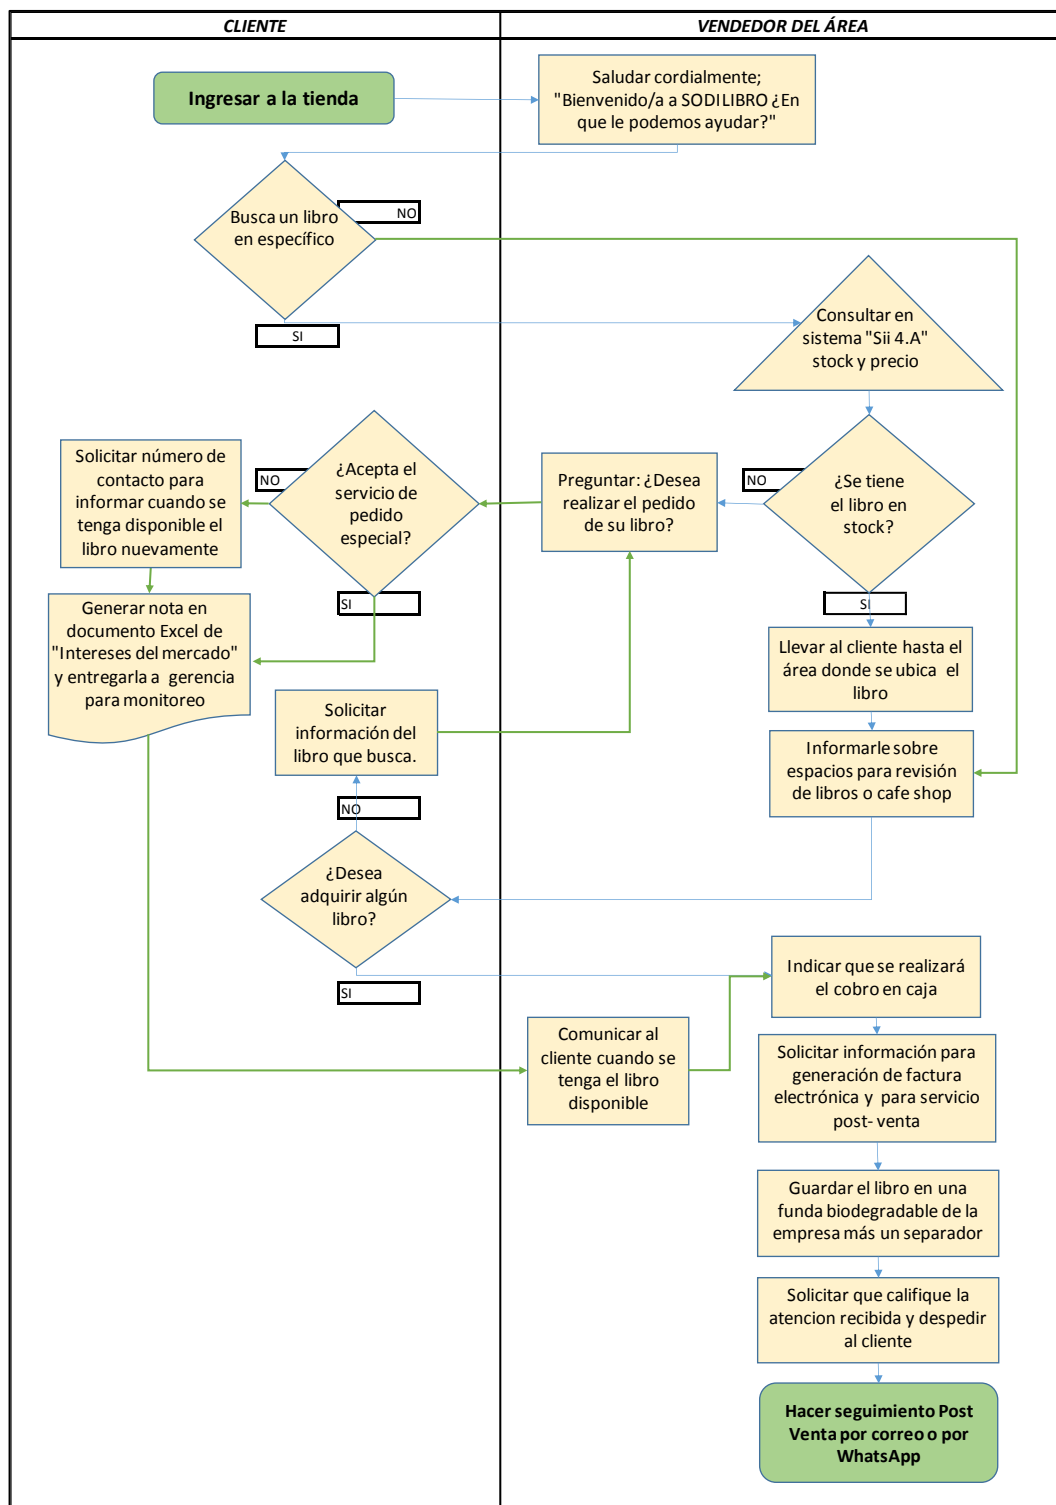 CLIENTE
VENDEDOR DEL ÁREA
Ingresar a la tienda
Saludar cordialmente;
"Bienvenido/a a SODILIBRO ¿En
que le podemos ayudar?"
Busca un libro
en específico
NO
SI
Consultar en
sistema "Sii 4.A"
stock y precio
Solicitar número de
contacto para
informar cuando se
tenga disponible el
libro nuevamente
NO
¿Acepta el
servicio de
pedido
especial?
SI
Preguntar: ¿Desea
realizar el pedido
de su libro?
NO
¿Se tiene
el libro en
stock?
SI
Generar nota en
documento Excel de
"Intereses del mercado"
y entregarla a gerencia
para monitoreo
Llevar al cliente hasta el
área donde se ubica el
libro
Solicitar
información del
libro que busca.
Informarle sobre
espacios para revisión
de libros o cafe shop
NO
¿Desea
adquirir algún
libro?
SI
Indicar que se realizará
el cobro en caja
Comunicar al
cliente cuando se
tenga el libro
disponible
Solicitar información para
generación de factura
electrónica y para servicio
post- venta
Guardar el libro en una
funda biodegradable de la
empresa más un separador
Solicitar que califique la
atencion recibida y despedir
al cliente
Hacer seguimiento Post
Venta por correo o por
WhatsApp